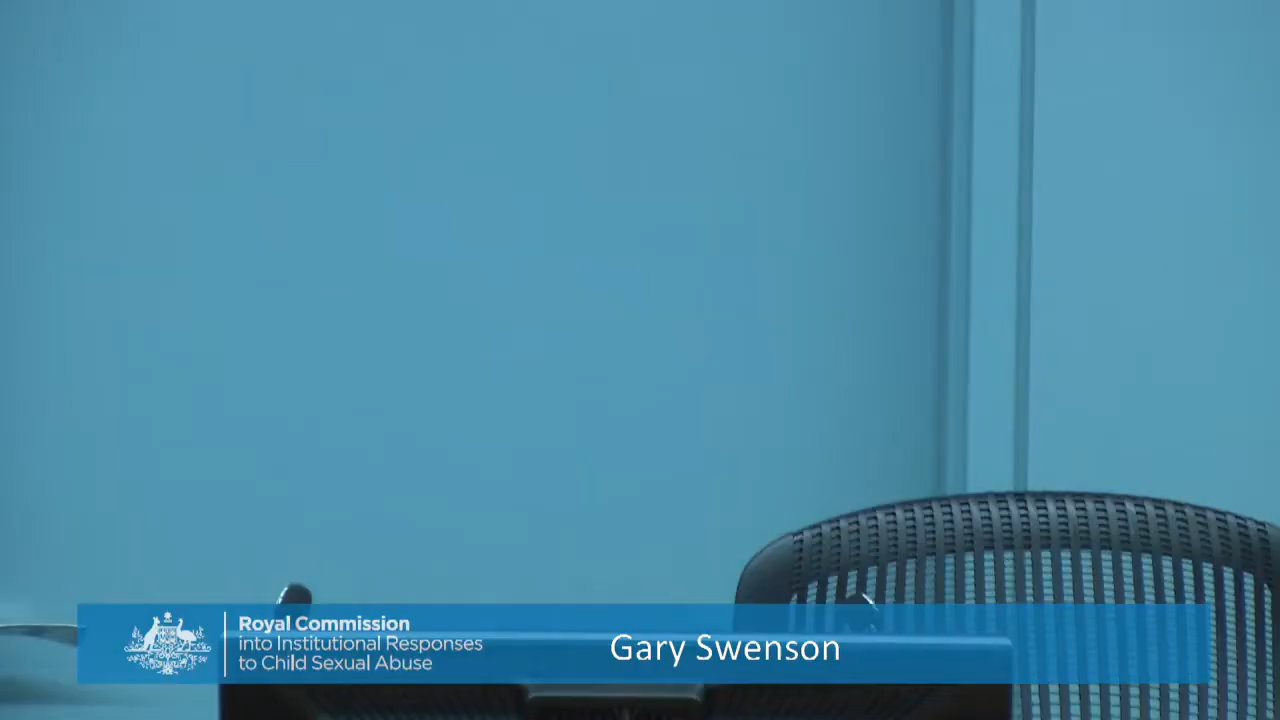 Royal Commission
into Institutional Responses
to Child Sexual Abuse
Gary Swenson